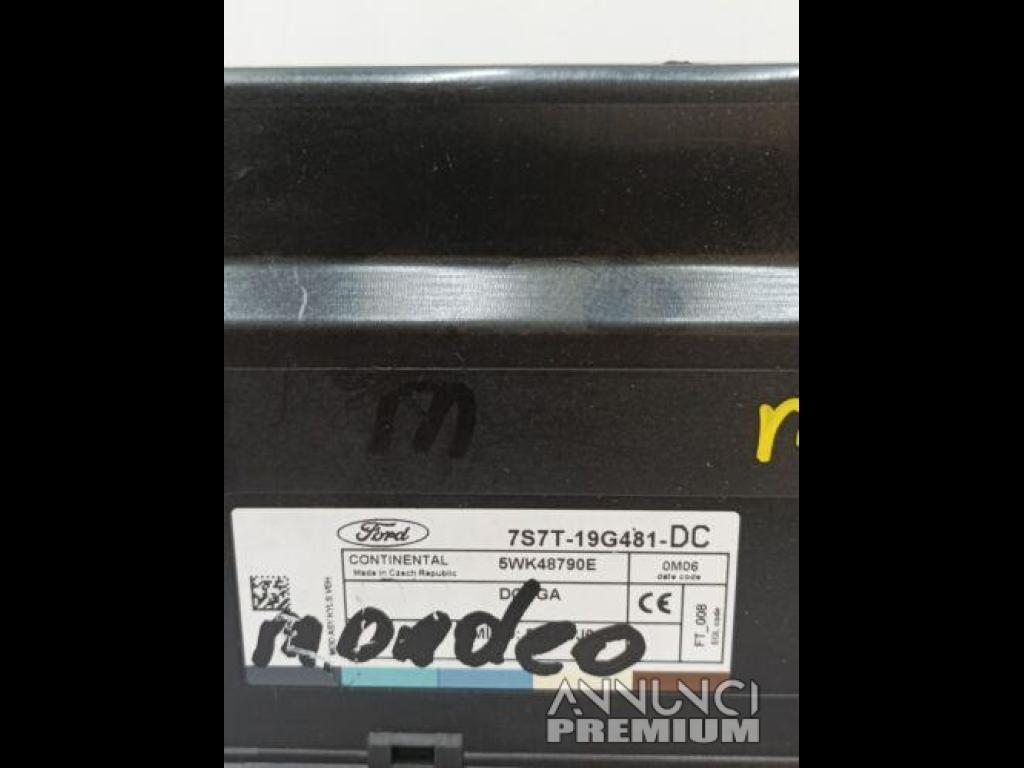 m
Ford
7S7T-19G481-DC
CONTINENTAL
Made in Czech Republic
5WK48790E
0M06
date code
CE
FT_008
mondeo
ANNUNCI
PREMIUM